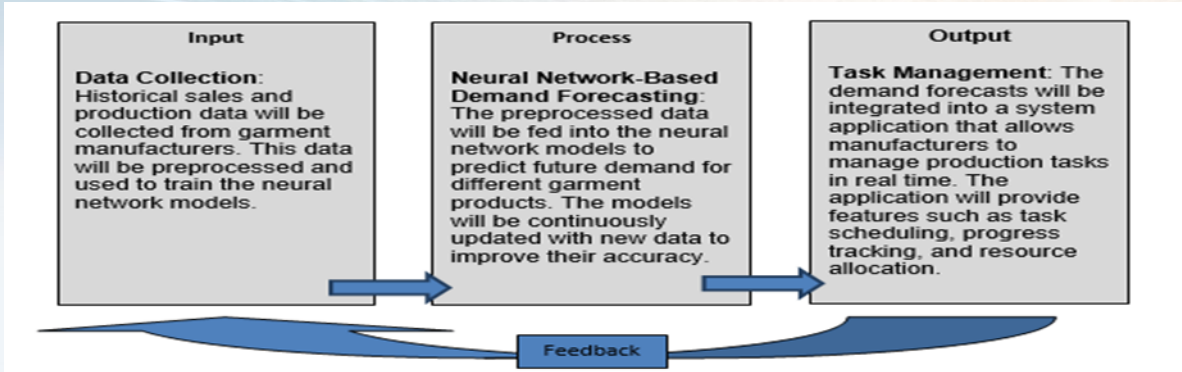 Input
Data Collection:
Historical sales and
production data will be
collected from garment
manufacturers. This data
will be preprocessed and
used to train the neural
network models.
Process
Neural Network-Based
Demand Forecasting:
The preprocessed data
will be fed into the neural
network models to
predict future demand for
different garment
products. The models
will be continuously
updated with new data to
improve their accuracy.
Output
Task Management: The
demand forecasts will be
integrated into a system
application that allows
manufacturers to
manage production tasks
in real time. The
application will provide
features such as task
scheduling, progress
tracking, and resource
allocation.
Feedback